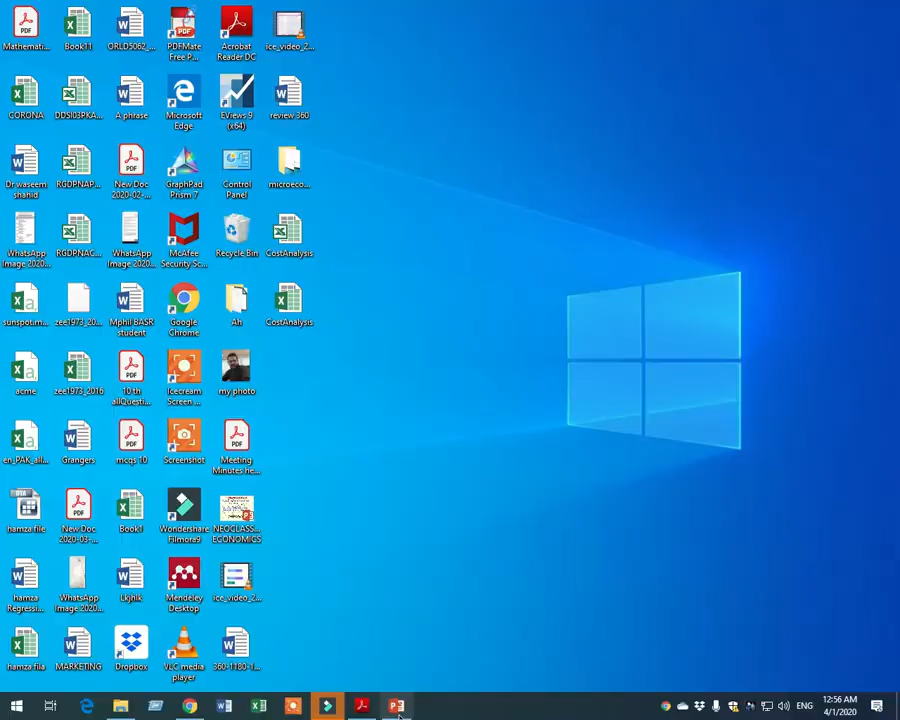 Mathemati...
Book11
ORLD5062_...
PDFMate
Free P...
Acrobat
Reader DC
ice_video_2...
CORONA
DDSI03PKA...
A phrase
Microsoft
Edge
EViews 9
(x64)
review 360
Dr waseem
shahid
RGDPNAP...
New Doc
2020-02-...
GraphPad
Prism 7
Control
Panel
microeco...
WhatsApp
Image 2020...
RGDPNAC...
WhatsApp
Image 2020...
McAfee
Security Sc...
Recycle Bin
CostAnalysis
sunspot.m...
zee1973_20...
Mphil BASR
student
Google
Chrome
Ah
CostAnalysis
acme
zee1973_2016
10 th
allQuesti...
Icecream
Screen ...
my photo
en_PAK_all...
Grangers
mcqs 10
Screenshot
Meeting
Minutes he...
hamza file
New Doc
2020-03-...
Book1
Wondershare
Filmora9
NEOCLASS...
ECONOMICS
hamza
Regressi...
WhatsApp
Image 2020...
Lkjhlk
Mendeley
Desktop
ice_video_2...
hamza fila
MARKETING
Dropbox
VLC media
player
360-1180-1...
ENG
12:56 AM
4/1/2020